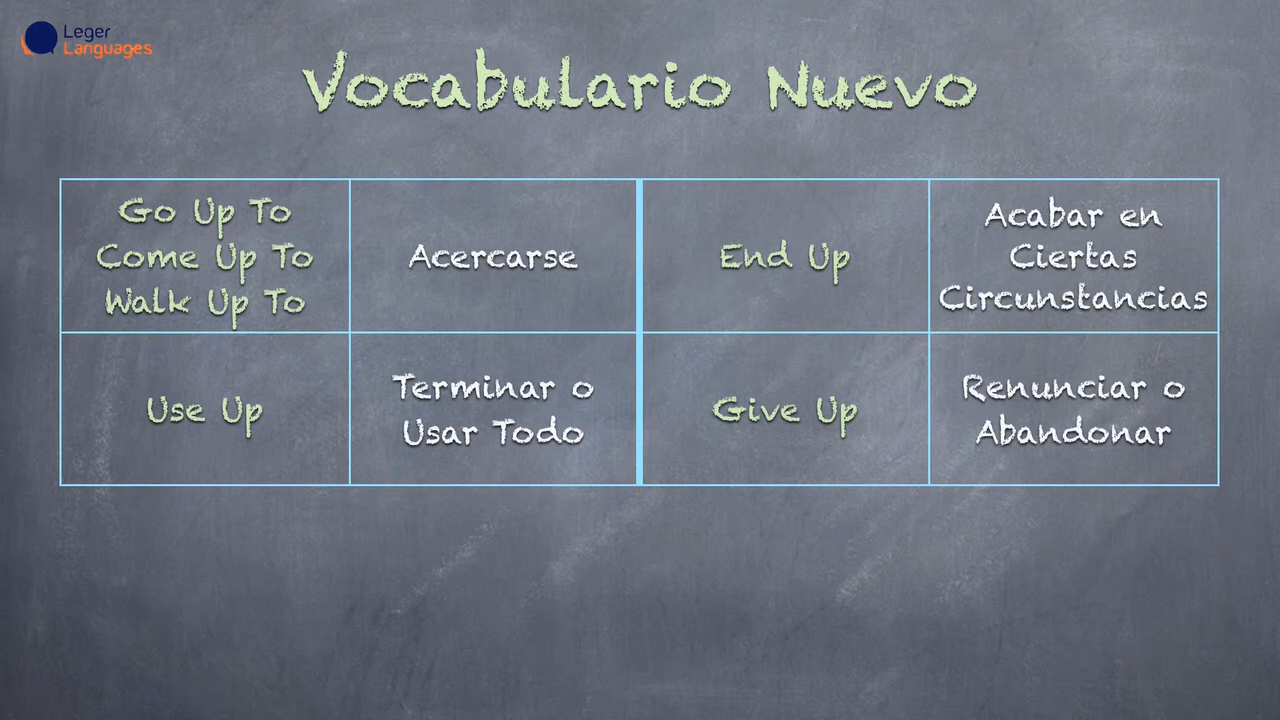 Leger
Languages
Vocabulario Nuevo
Go Up To
Come Up To
Walk Up To
Acercarse
End Up
Acabar en
Ciertas
Circunstancias
Use Up
Terminar o
Usar Todo
Give Up
Renunciar o
Abandonar